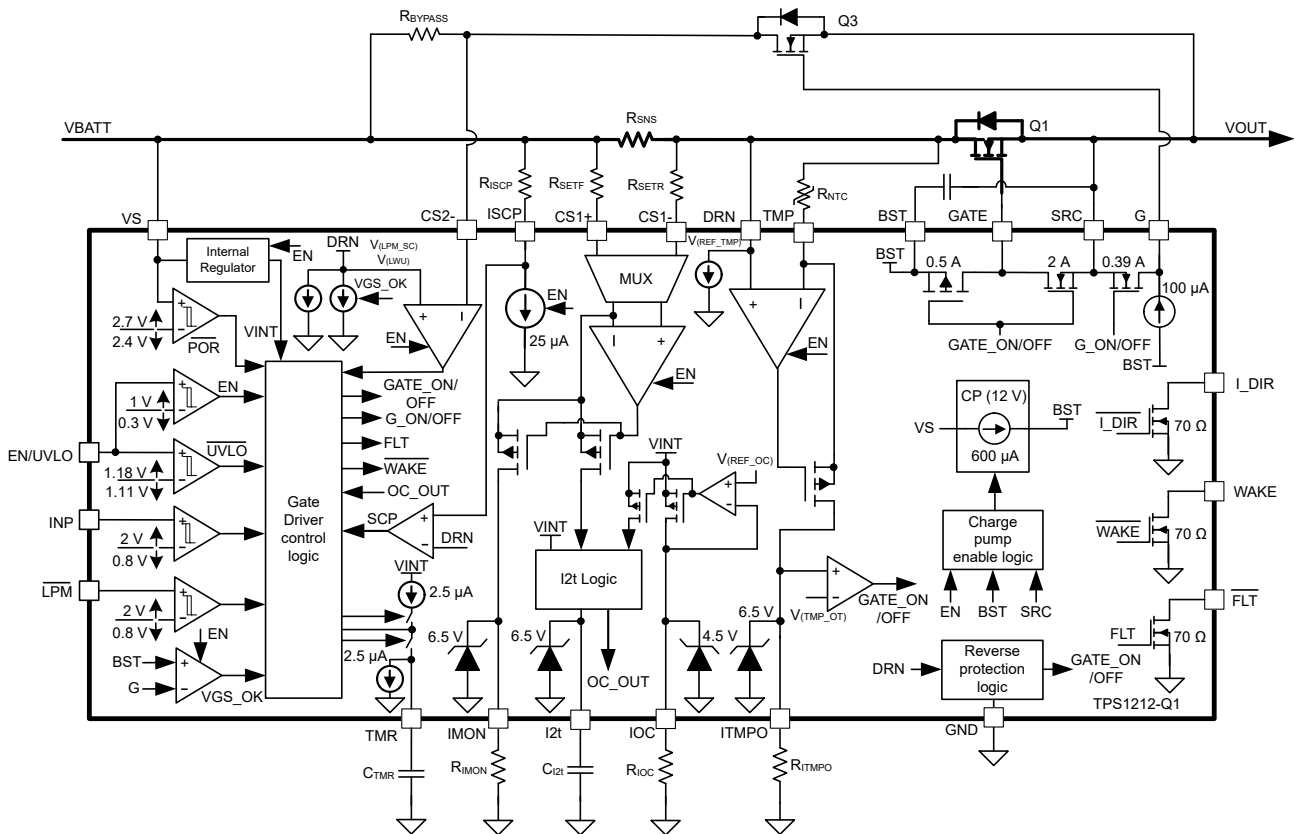 RBYPASS
Q3
VBATT
RSNS
Q1
VOUT
RISCP
RSETF
RSETR
RNTC
VS
CS2-
ISCP
CS1+
CS1-
DRN
TMP
BST
GATE
SRC
G
Internal
Regulator
EN
DRN
V(LPM_SC)
V(LWU)
VGS_OK
EN
25 µA
MUX
V(REF_TMP)
BST
0.5 A
2 A
0.39 A
100 µA
2.7 V
2.4 V
POR
VINT
EN
EN
EN
GATE_ON/OFF
G_ON/OFF
BST
1 V
0.3 V
EN
GATE_ON/
OFF
G_ON/OFF
FLT
WAKE
OC_OUT
EN/UVLO
1.18 V
1.11 V
UVLO
Gate
Driver
control
logic
VINT
V(REF_OC)
CP (12 V)
VS
600 µA
BST
I_DIR
I_DIR
70 Ω
INP
2 V
0.8 V
SCP
DRN
VINT
I2t Logic
Charge
pump
enable logic
WAKE
WAKE
70 Ω
LPM
2 V
0.8 V
VINT
2.5 µA
2.5 µA
V(TMP_OT)
GATE_ON
/OFF
EN
BST
SRC
FLT
EN
BST
G
VGS_OK
6.5 V
6.5 V
OC_OUT
4.5 V
6.5 V
DRN
Reverse
protection
logic
GATE_ON
/OFF
FLT
70 Ω
TPS1212-Q1
TMR
IMON
I2t
IOC
ITMPO
GND
CTMR
RIMON
CI2t
RIOC
RITMPO